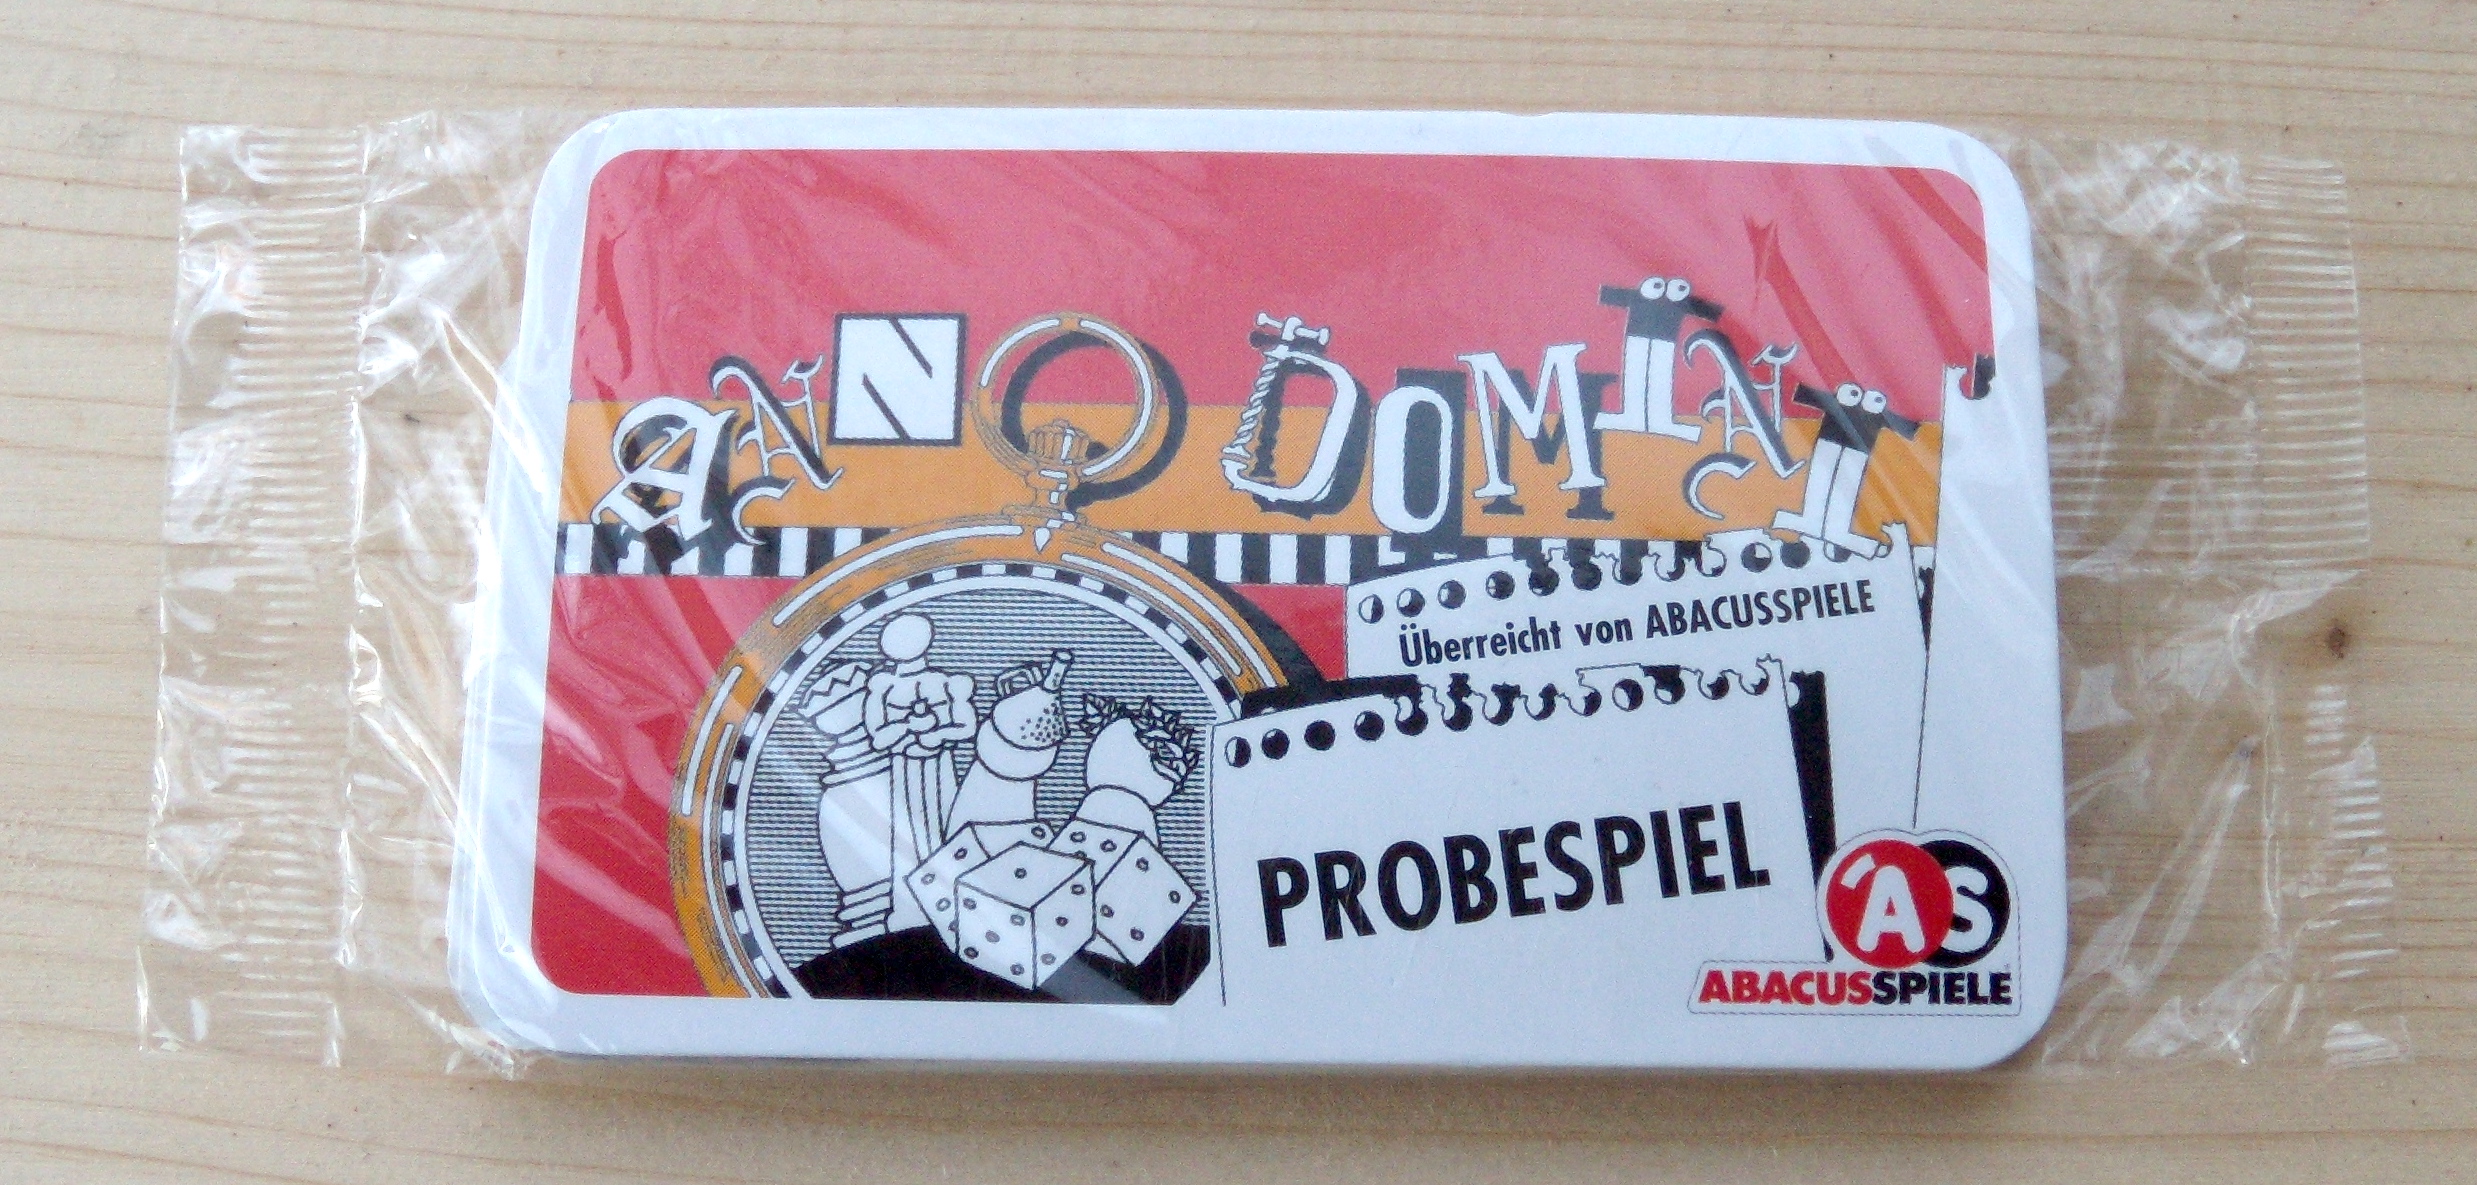 ANNO DOMINI
Überreicht von ABACUSSPIELE
PROBESPIEL
AS
ABACUSSPIELE